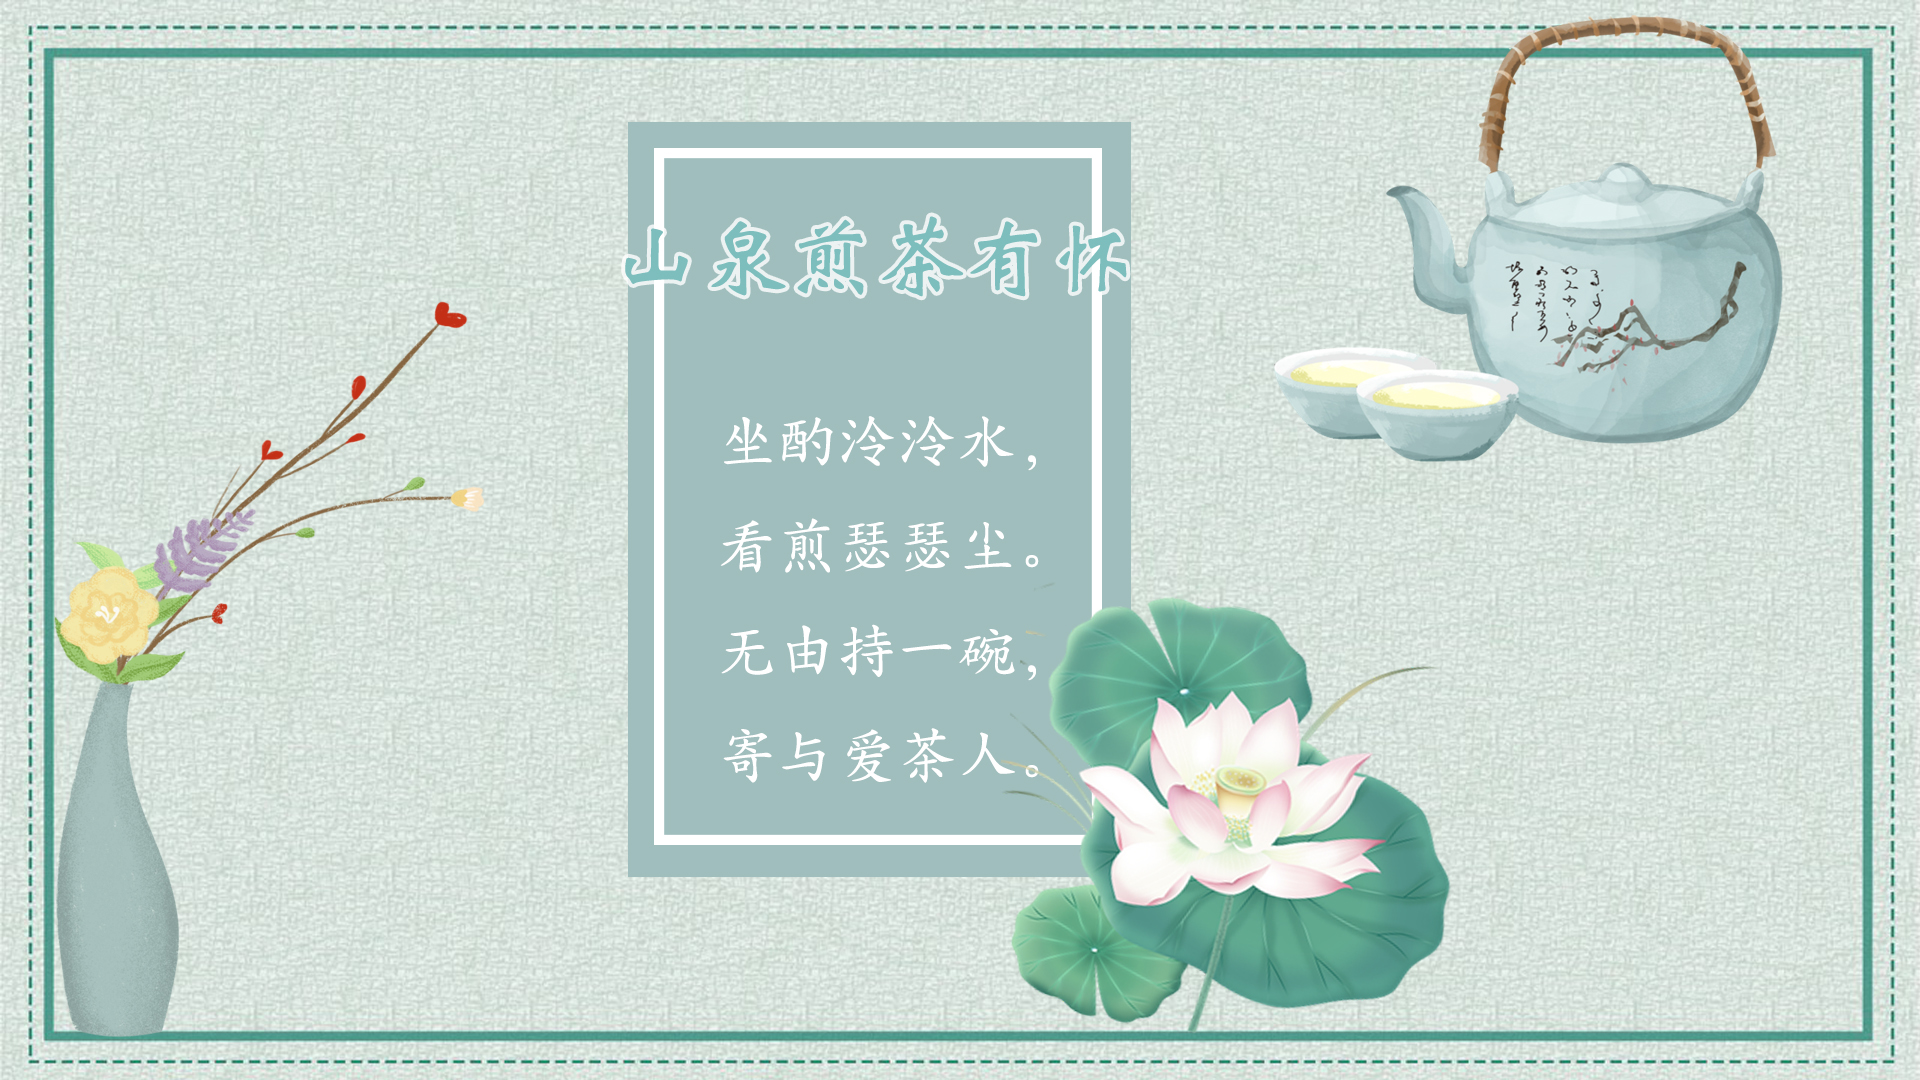 山泉煎茶有怀
坐酌泠泠水，
看煎瑟瑟尘。
无由持一碗，
寄与爱茶人。